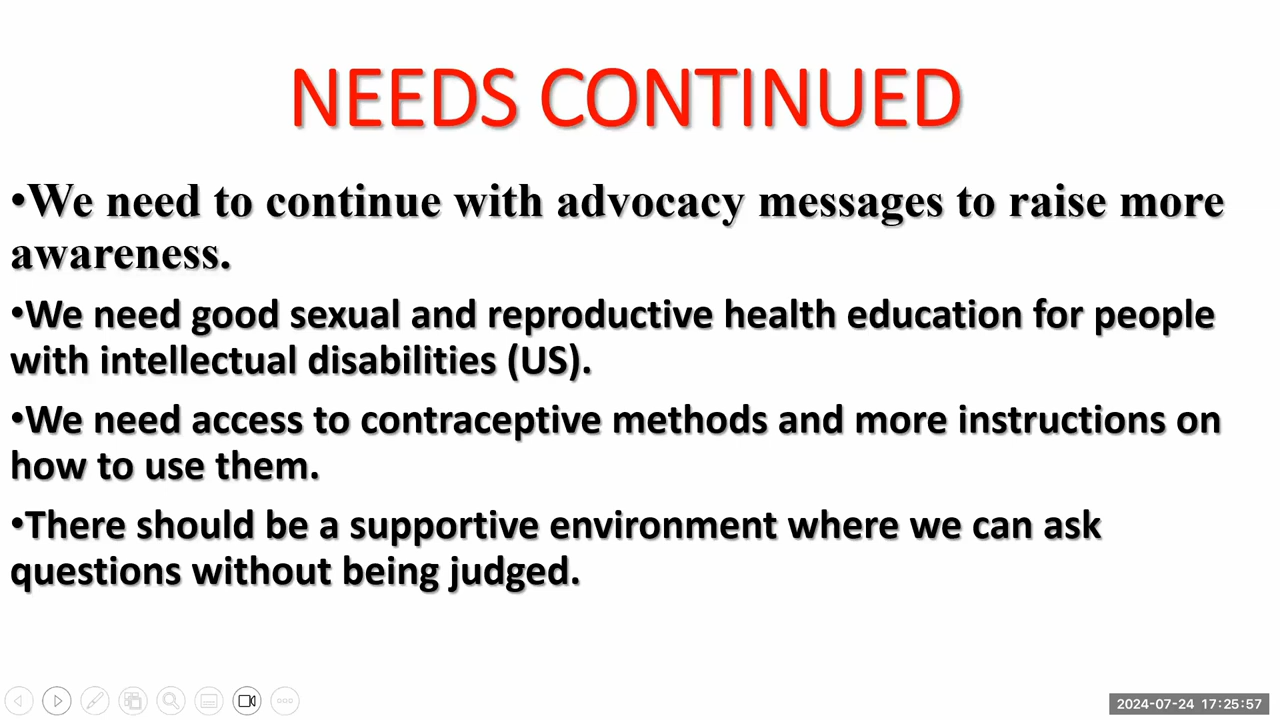 NEEDS CONTINUED
•We need to continue with advocacy messages to raise more
awareness.
•We need good sexual and reproductive health education for people
with intellectual disabilities (US).
•We need access to contraceptive methods and more instructions on
how to use them.
•There should be a supportive environment where we can ask
questions without being judged.
2024-07-24 17:25:57